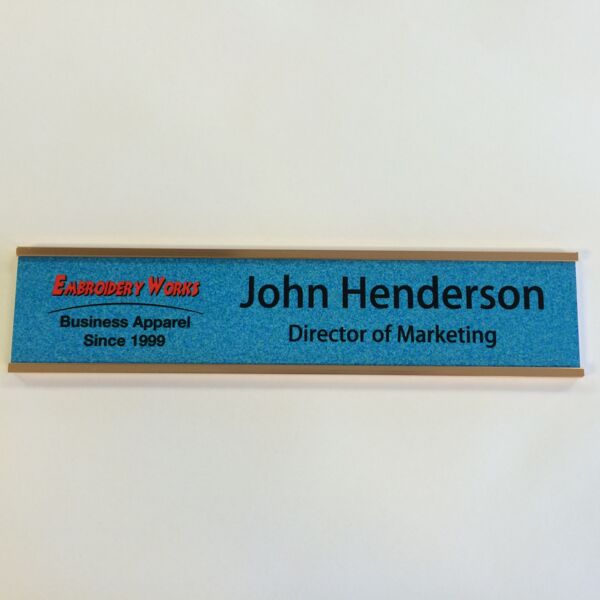 EMBROIDERY WORKS
Business Apparel
Since 1999
John Henderson
Director of Marketing